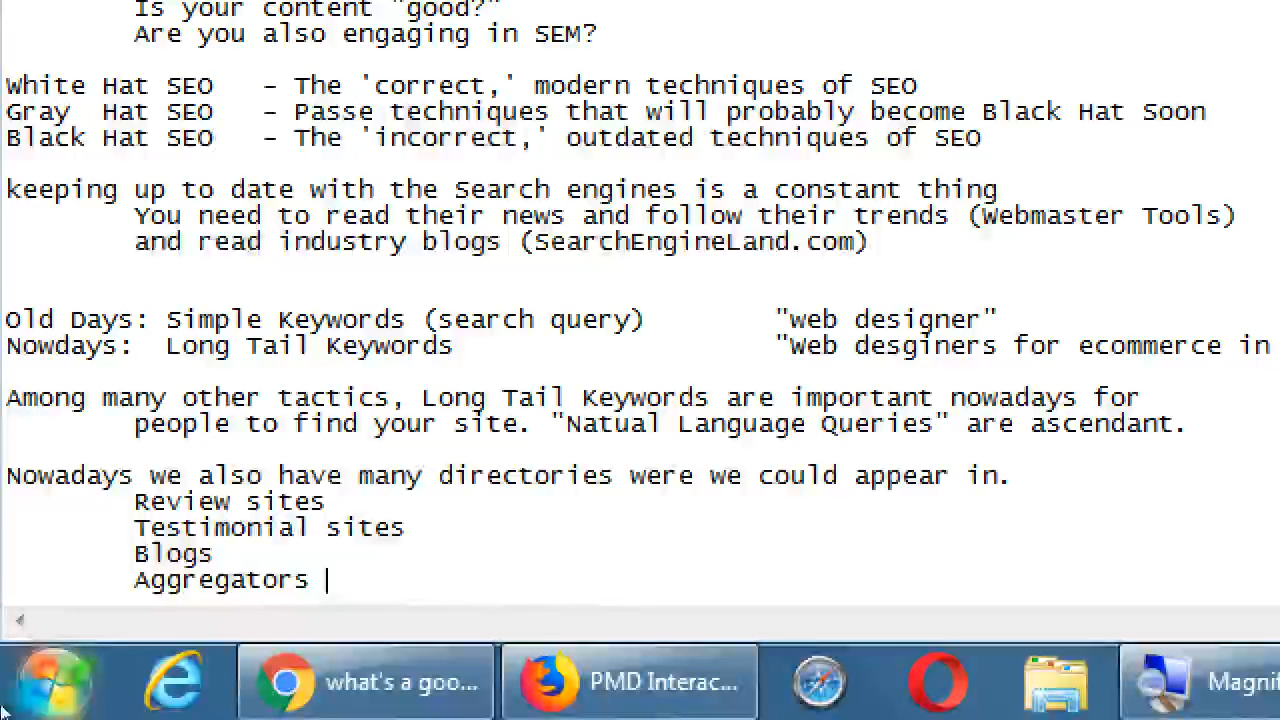 Is your content "good?"
Are you also engaging in SEM?
White Hat SEO - The 'correct,' modern techniques of SEO
Gray Hat SEO - Passe techniques that will probably become Black Hat Soon
Black Hat SEO - The 'incorrect,' outdated techniques of SEO
keeping up to date with the Search engines is a constant thing
You need to read their news and follow their trends (Webmaster Tools)
and read industry blogs (SearchEngineLand.com)
Old Days: Simple Keywords (search query) "web designer"
Nowdays: Long Tail Keywords "Web desginers for ecommerce in
Among many other tactics, Long Tail Keywords are important nowadays for
people to find your site. "Natual Language Queries" are ascendant.
Nowadays we also have many directories were we could appear in.
Review sites
Testimonial sites
Blogs
Aggregators
what's a goo... PMD Interac... Magnif